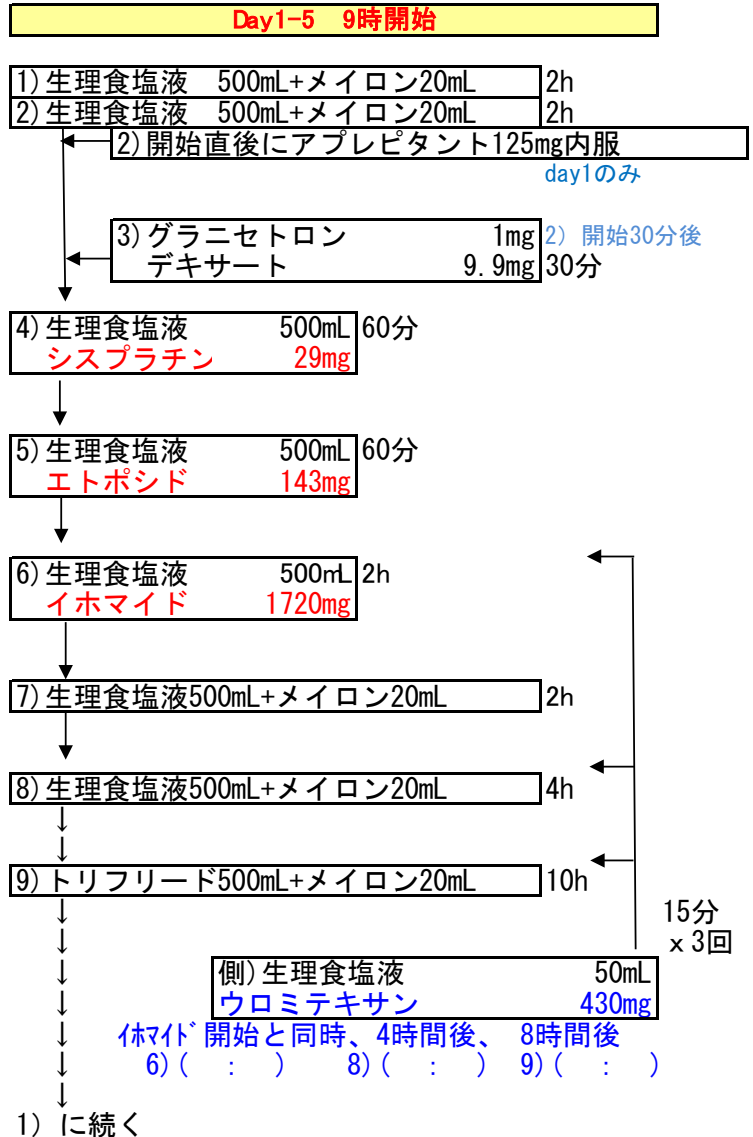 Day1-5　9時開始
1)生理食塩液　500mL+メイロン20mL 2h
2)生理食塩液　500mL+メイロン20mL 2h
2)開始直後にアプレピタント125mg内服
day1のみ
3)グラニセトロン 1mg 2) 開始30分後
デキサート 9.9mg 30分
4)生理食塩液 500mL 60分
シスプラチン 29mg
5)生理食塩液 500mL 60分
エトポシド 143mg
6)生理食塩液 500mL 2h
イホマイド 1720mg
7)生理食塩液500mL+メイロン20mL 2h
8)生理食塩液500mL+メイロン20mL 4h
↓
↓
9)トリフリード500mL+メイロン20mL 10h
↓ 15分
↓ x3回
↓ 側)生理食塩液 50mL
↓ ウロミテキサン 430mg
↓ ｲﾎﾏｲﾄﾞ開始と同時、4時間後、 8時間後
↓ 6)(　:　) 8)(　:　) 9)(　:　)
↓
1) に続く